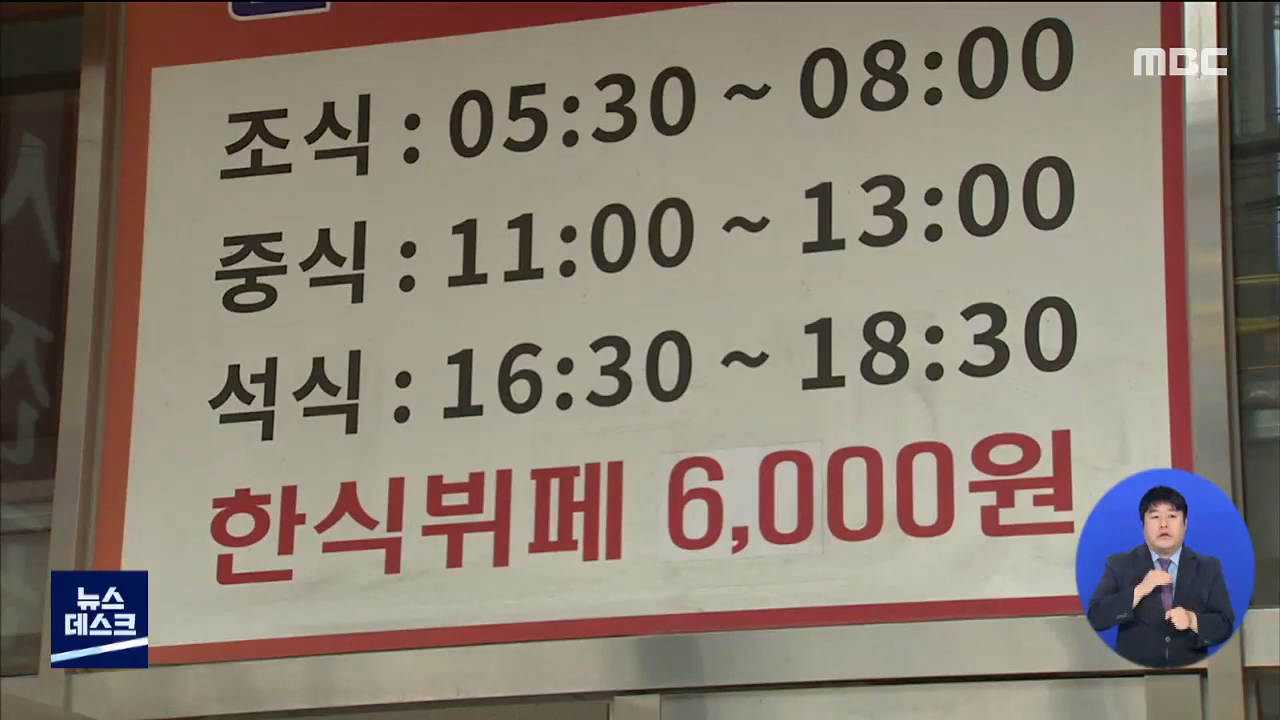 MBC
조식 : 05:30 ~ 08:00
중식 : 11:00 ~ 13:00
석식 : 16:30 ~ 18:30
한식뷔페 6,000원
뉴스
데스크